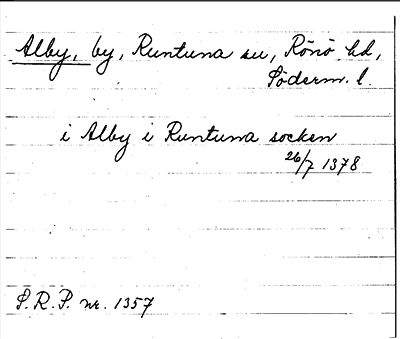 Alby, by, Runtuna sn, Rönö hd,
Söderm. l.
i Alby i Runtuna socken
26/7 1378
S.R.P. nr. 1357